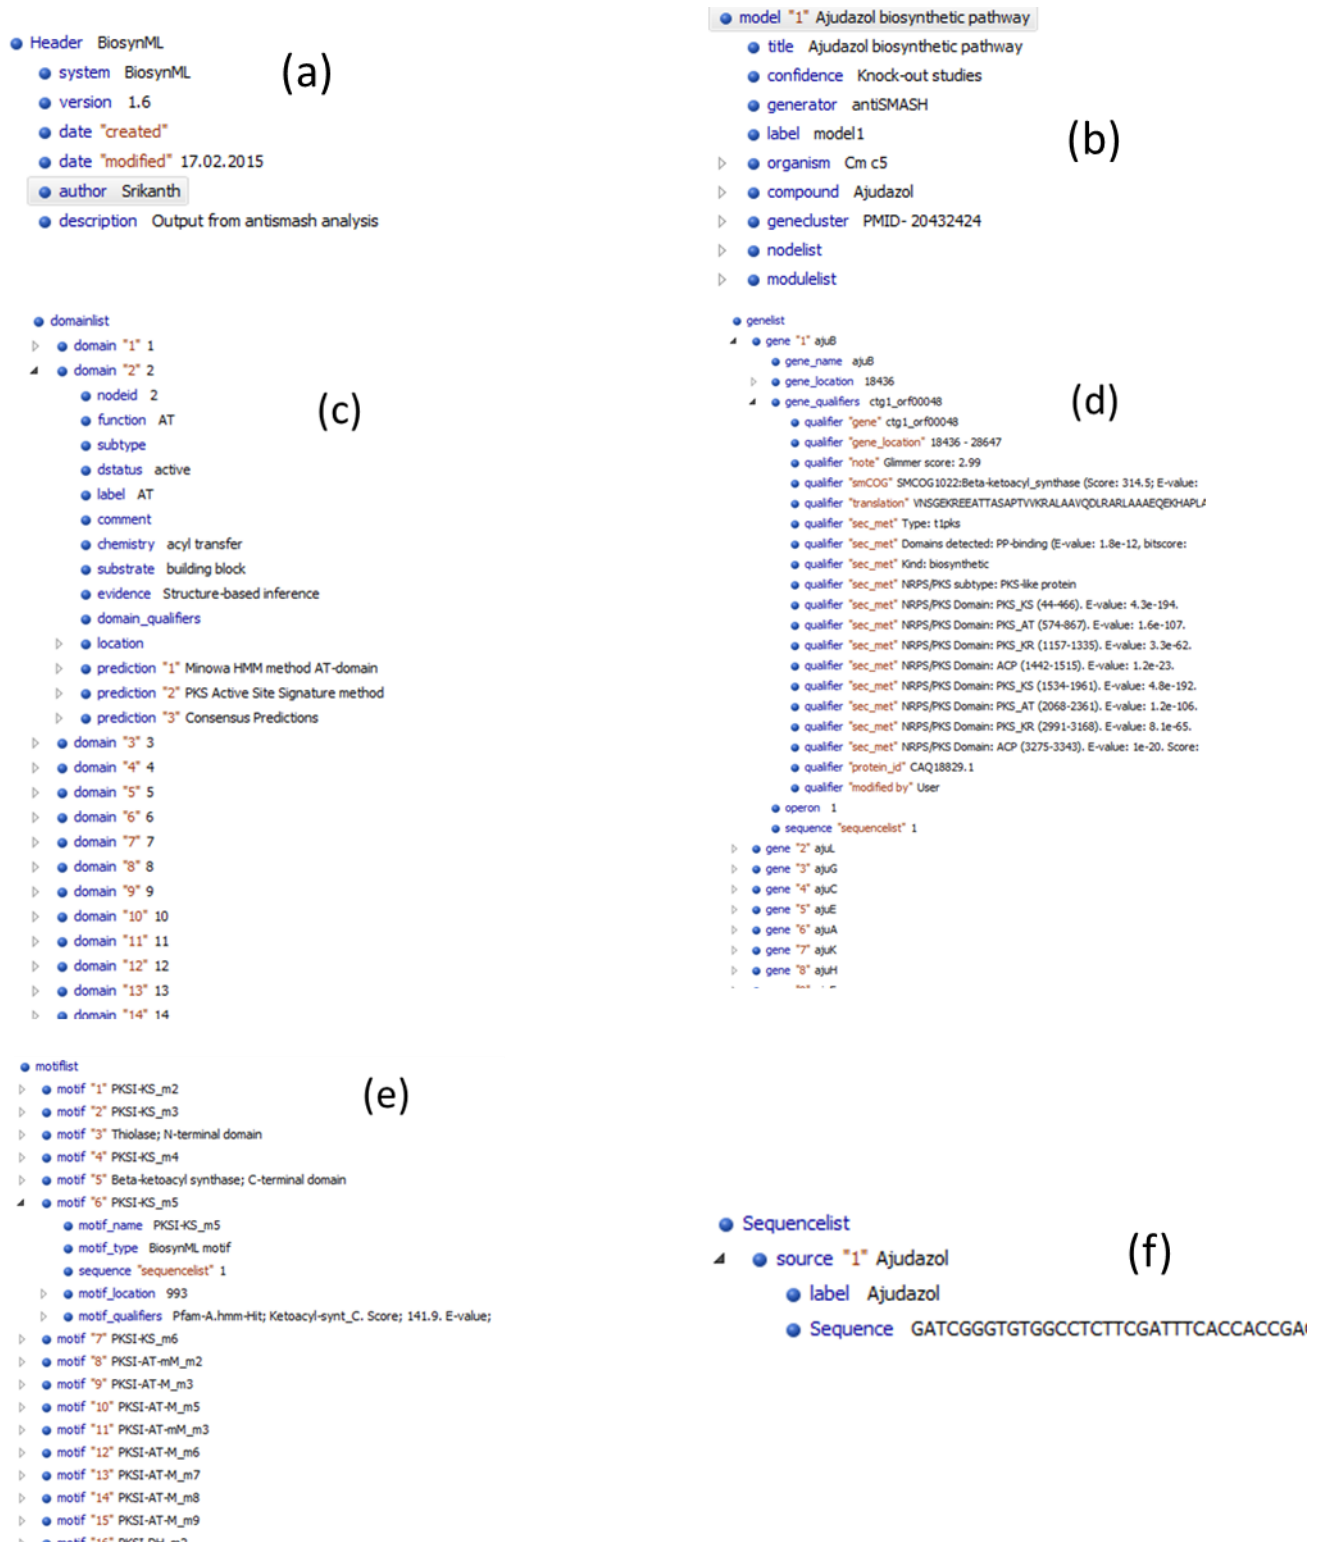 Header BiosynML
system BiosynML
version 1.6
date "created"
date "modified" 17.02.2015
author Srikanth
description Output from antismash analysis
(a)
model "1" Ajudazol biosynthetic pathway
title Ajudazol biosynthetic pathway
confidence Knock-out studies
generator antiSMASH
label model1
organism Cm c5
compound Ajudazol
genecluster PMID- 20432424
nodelist
modulelist
(b)
domainlist
domain "1" 1
domain "2" 2
nodeid 2
function AT
subtype
dstatus active
label AT
comment
chemistry acyl transfer
substrate building block
evidence Structure-based inference
domain_qualifiers
location
prediction "1" Minowa HMM method AT-domain
prediction "2" PKS Active Site Signature method
prediction "3" Consensus Predictions
domain "3" 3
domain "4" 4
domain "5" 5
domain "6" 6
domain "7" 7
domain "8" 8
domain "9" 9
domain "10" 10
domain "11" 11
domain "12" 12
domain "13" 13
domain "14" 14
(c)
genelist
gene "1" ajuB
gene_name ajuB
gene_location 18436
gene_qualifiers ctg1_orf00048
qualifier "gene" ctg1_orf00048
qualifier "gene_location" 18436 - 28647
qualifier "note" Glimmer score: 2.99
qualifier "smCOG" SMCOG1022:Beta-ketoacyl_synthase (Score: 314.5; E-value:
qualifier "translation" VNSGEKREEATTASAPTVVKRALAAVQDLRARLAAAEQEKHAPLA
qualifier "sec_met" Type: t1pks
qualifier "sec_met" Domains detected: PP-binding (E-value: 1.8e-12, bitscore:
qualifier "sec_met" Kind: biosynthetic
qualifier "sec_met" NRPS/PKS subtype: PKS-like protein
qualifier "sec_met" NRPS/PKS Domain: PKS_KS (44-466). E-value: 4.3e-194.
qualifier "sec_met" NRPS/PKS Domain: PKS_AT (574-867). E-value: 1.6e-107.
qualifier "sec_met" NRPS/PKS Domain: PKS_KR (1157-1335). E-value: 3.3e-62.
qualifier "sec_met" NRPS/PKS Domain: ACP (1442-1515). E-value: 1.2e-23.
qualifier "sec_met" NRPS/PKS Domain: PKS_KS (1534-1961). E-value: 4.8e-192.
qualifier "sec_met" NRPS/PKS Domain: PKS_AT (2068-2361). E-value: 1.2e-106.
qualifier "sec_met" NRPS/PKS Domain: PKS_KR (2991-3168). E-value: 8.1e-65.
qualifier "sec_met" NRPS/PKS Domain: ACP (3275-3343). E-value: 1e-20. Score:
qualifier "protein_id" CAQ18829.1
qualifier "modified by" User
operon 1
sequence "sequencelist" 1
gene "2" ajuL
gene "3" ajuG
gene "4" ajuC
gene "5" ajuE
gene "6" ajuA
gene "7" ajuK
gene "8" ajuH
(d)
motiflist
motif "1" PKSI-KS_m2
motif "2" PKSI-KS_m3
motif "3" Thiolase; N-terminal domain
motif "4" PKSI-KS_m4
motif "5" Beta-ketoacyl synthase; C-terminal domain
motif "6" PKSI-KS_m5
motif_name PKSI-KS_m5
motif_type BiosynML motif
sequence "sequencelist" 1
motif_location 993
motif_qualifiers Pfam-A.hmm-Hit; Ketoacyl-synt_C. Score; 141.9. E-value;
motif "7" PKSI-KS_m6
motif "8" PKSI-AT-mM_m2
motif "9" PKSI-AT-M_m3
motif "10" PKSI-AT-M_m5
motif "11" PKSI-AT-mM_m3
motif "12" PKSI-AT-M_m6
motif "13" PKSI-AT-M_m7
motif "14" PKSI-AT-M_m8
motif "15" PKSI-AT-M_m9
(e)
Sequencelist
source "1" Ajudazol
label Ajudazol
Sequence GATCGGGTGTGGCCTCTTCGATTTCACCACCGA
(f)